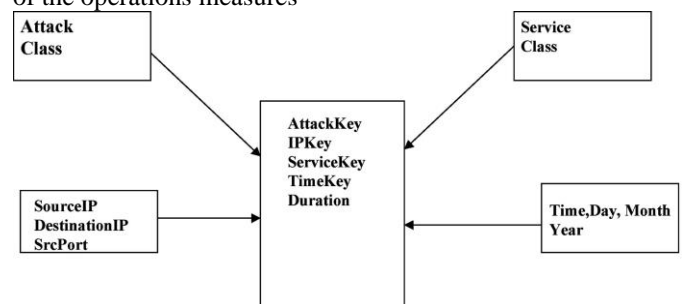 of the operations measures
Attack
Class
Service
Class
AttackKey
IPKey
ServiceKey
TimeKey
Duration
SourceIP
DestinationIP
SrcPort
Time,Day, Month
Year